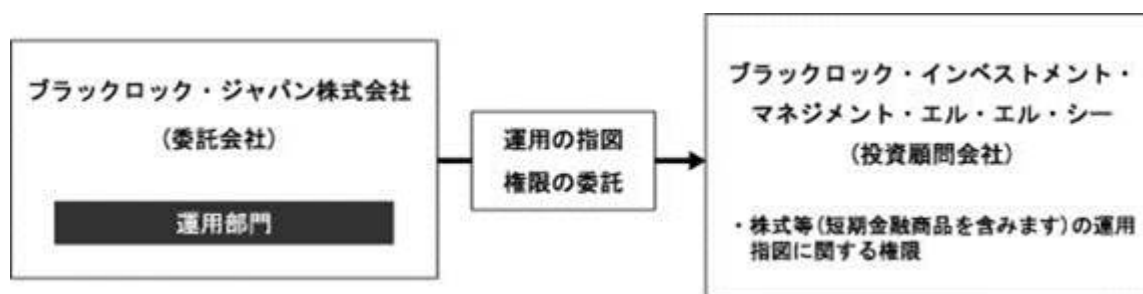 ブラックロック・ジャパン株式会社
(委託会社)
運用部門
運用の指図
権限の委託
ブラックロック・インベストメント・
マネジメント・エル・エル・シー
(投資顧問会社)
・株式等(短期金融商品を含みます)の運用
指図に関する権限